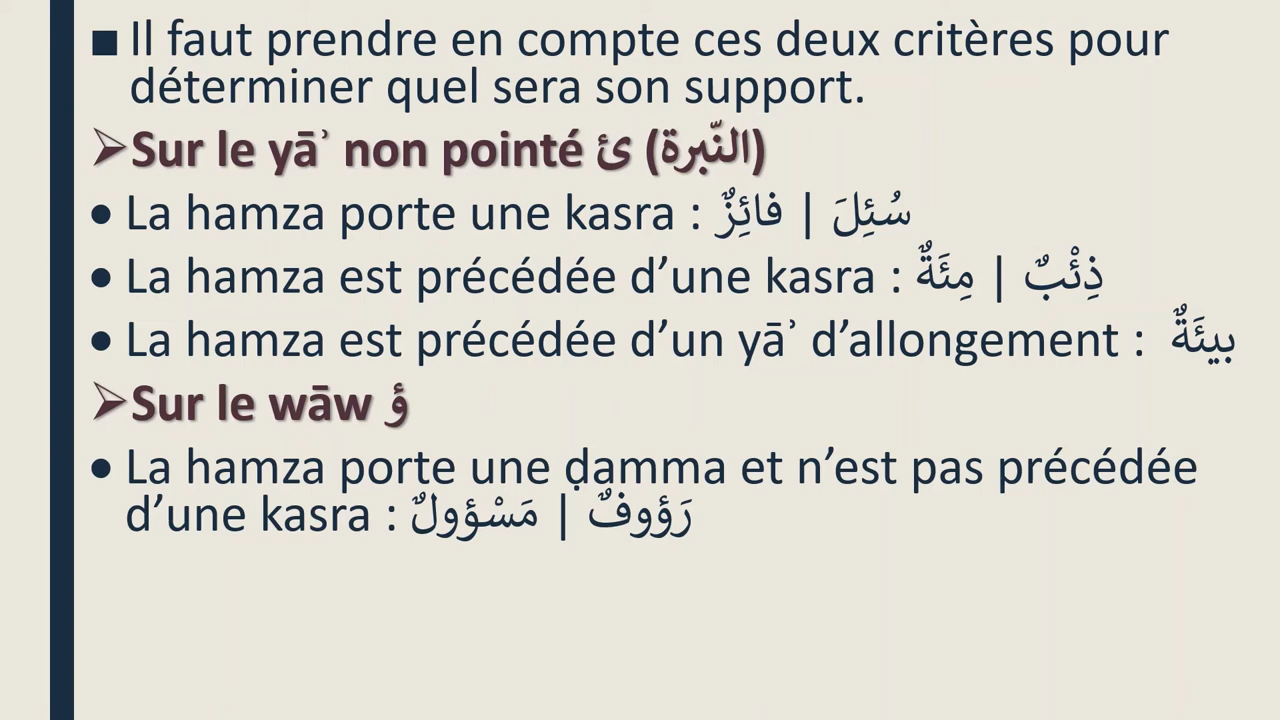 ■ Il faut prendre en compte ces deux critères pour
déterminer quel sera son support.
➢Sur le yāʾ non pointé ئ (النّبرة)
• La hamza porte une kasra : سُئِلَ | فائِزٌ
• La hamza est précédée d’une kasra : ذِئْبٌ | مِئَةٌ
• La hamza est précédée d’un yāʾ d’allongement : بيئَةٌ
➢Sur le wāw ؤ
• La hamza porte une ḍamma et n’est pas précédée
d’une kasra : رَؤوفٌ | مَسْؤولٌ